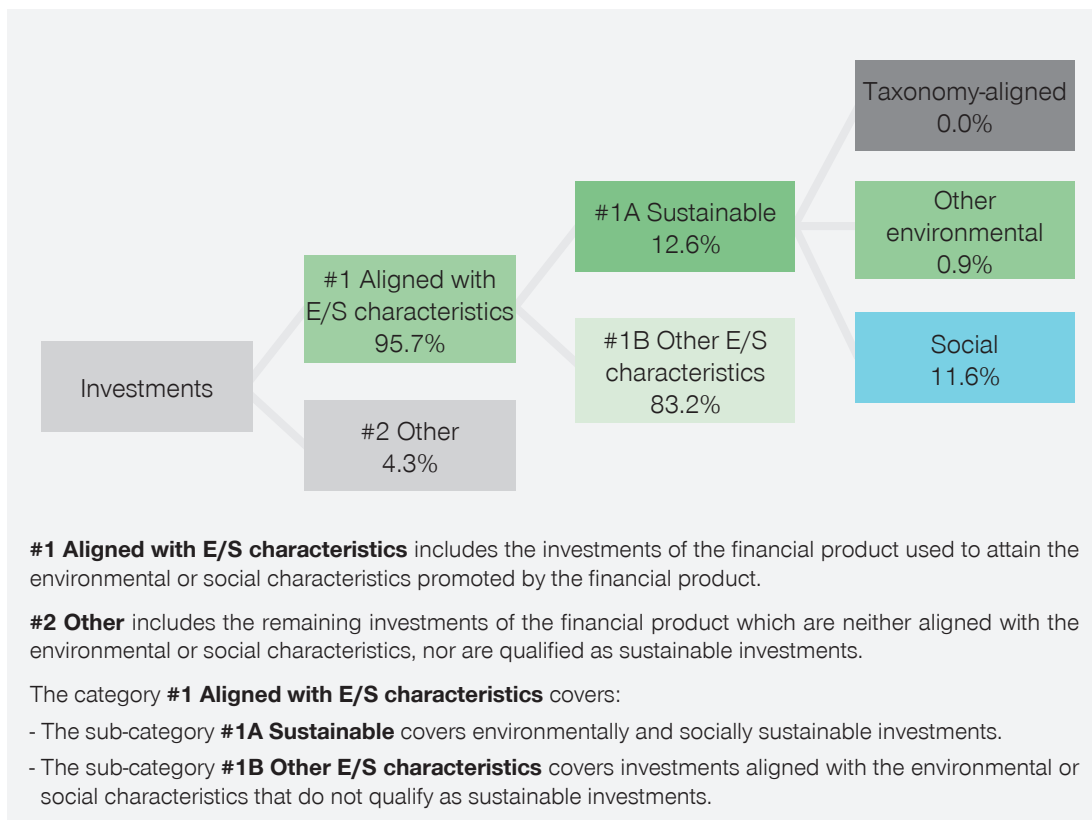 Taxonomy-aligned
0.0%
#1A Sustainable
12.6%
Other
environmental
0.9%
#1 Aligned with
E/S characteristics
95.7%
#1B Other E/S
characteristics
83.2%
Social
11.6%
Investments
#2 Other
4.3%
#1 Aligned with E/S characteristics includes the investments of the financial product used to attain the
environmental or social characteristics promoted by the financial product.
#2 Other includes the remaining investments of the financial product which are neither aligned with the
environmental or social characteristics, nor are qualified as sustainable investments.
The category #1 Aligned with E/S characteristics covers:
- The sub-category #1A Sustainable covers environmentally and socially sustainable investments.
- The sub-category #1B Other E/S characteristics covers investments aligned with the environmental or
social characteristics that do not qualify as sustainable investments.